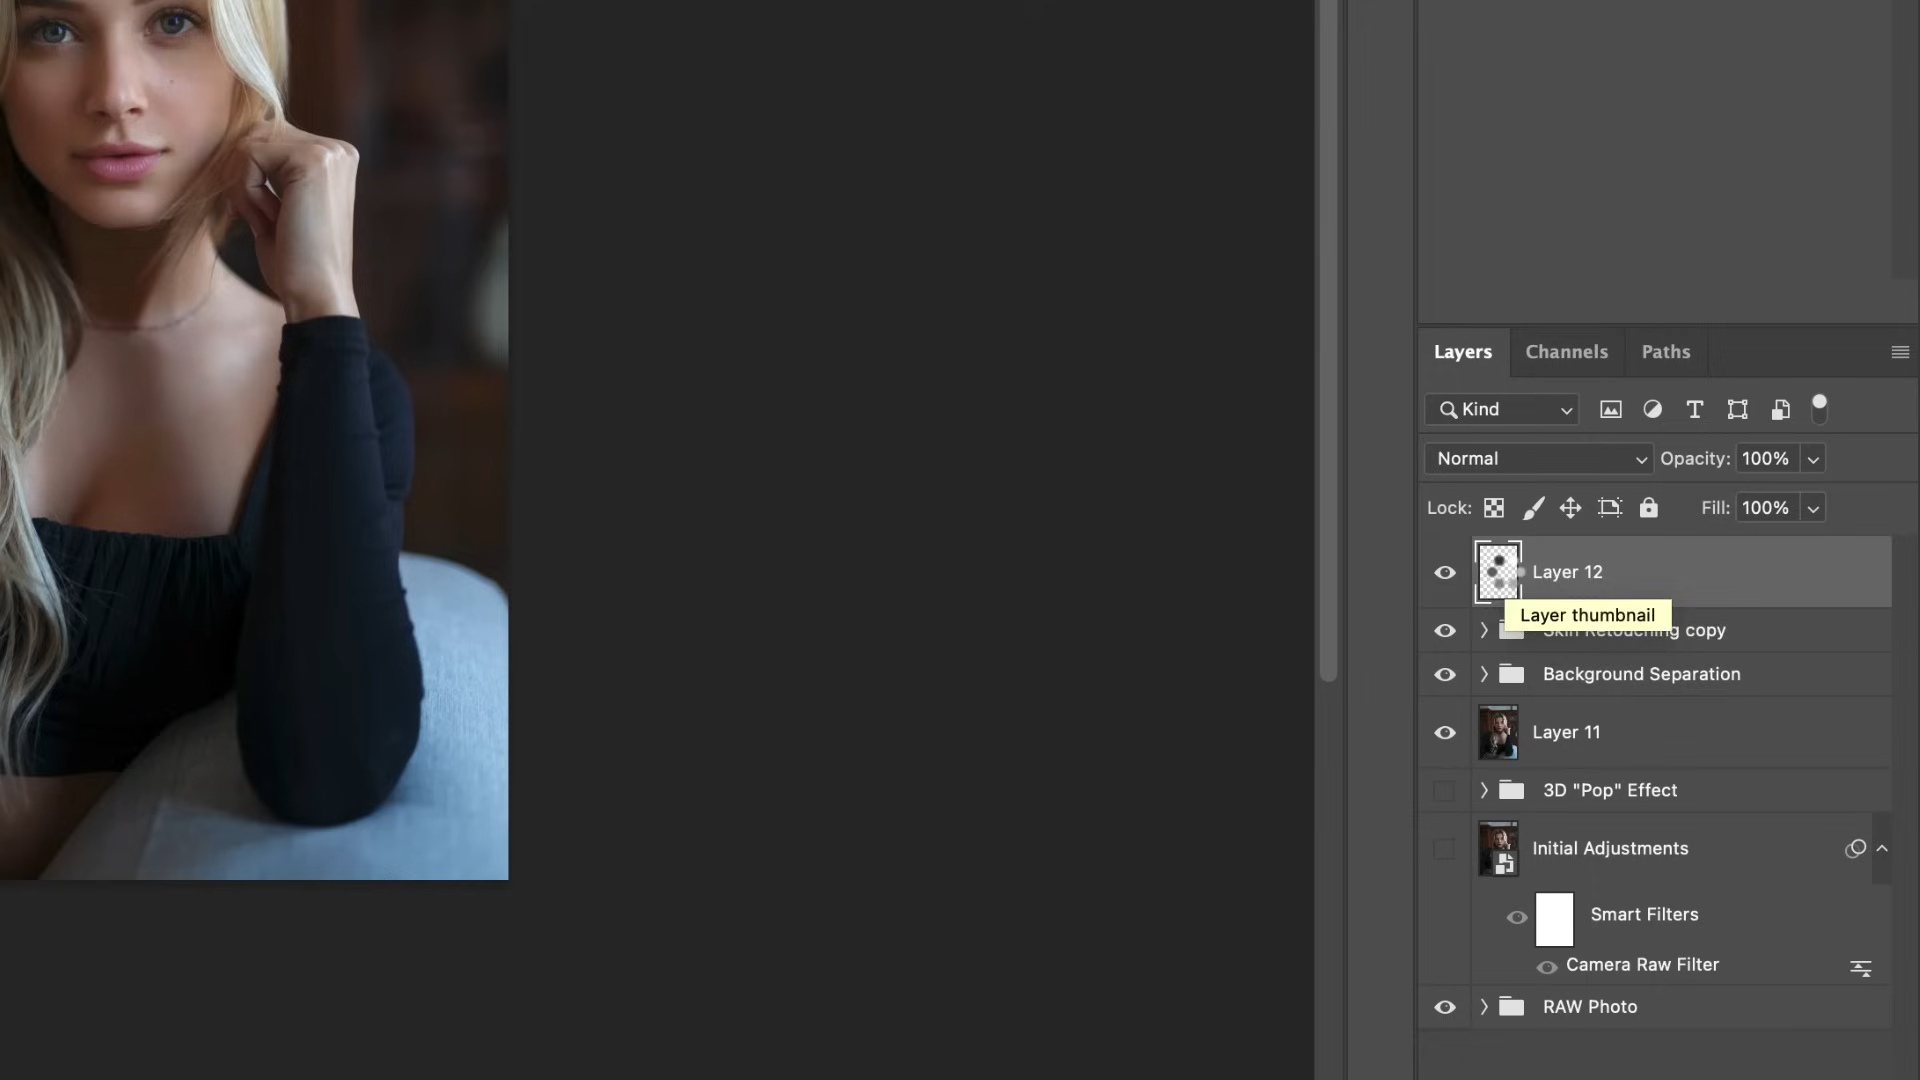 Layers Channels Paths
Kind
Normal Opacity: 100%
Lock: Fill: 100%
Layer 12
Layer thumbnail
Skin Retouching copy
Background Separation
Layer 11
3D "Pop" Effect
Initial Adjustments
Smart Filters
Camera Raw Filter
RAW Photo